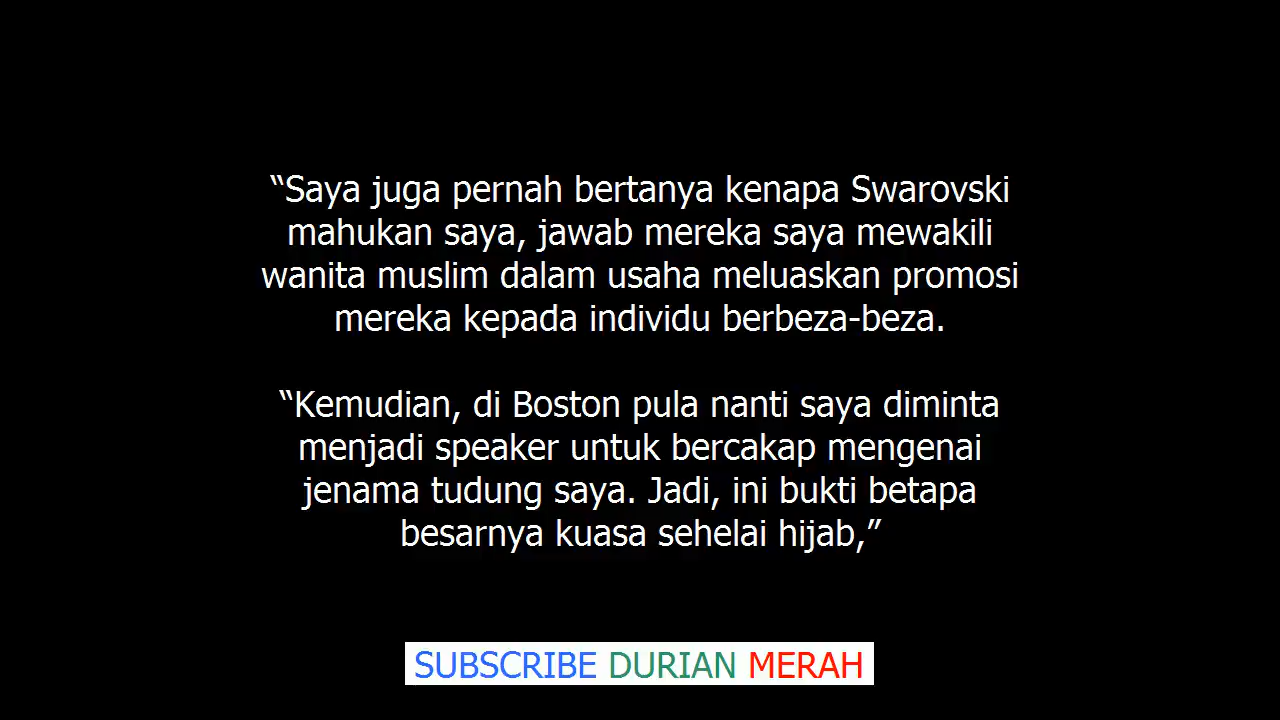 “Saya juga pernah bertanya kenapa Swarovski
mahukan saya, jawab mereka saya mewakili
wanita muslim dalam usaha meluaskan promosi
mereka kepada individu berbeza-beza.
“Kemudian, di Boston pula nanti saya diminta
menjadi speaker untuk bercakap mengenai
jenama tudung saya. Jadi, ini bukti betapa
besarnya kuasa sehelai hijab,”
SUBSCRIBE DURIAN MERAH